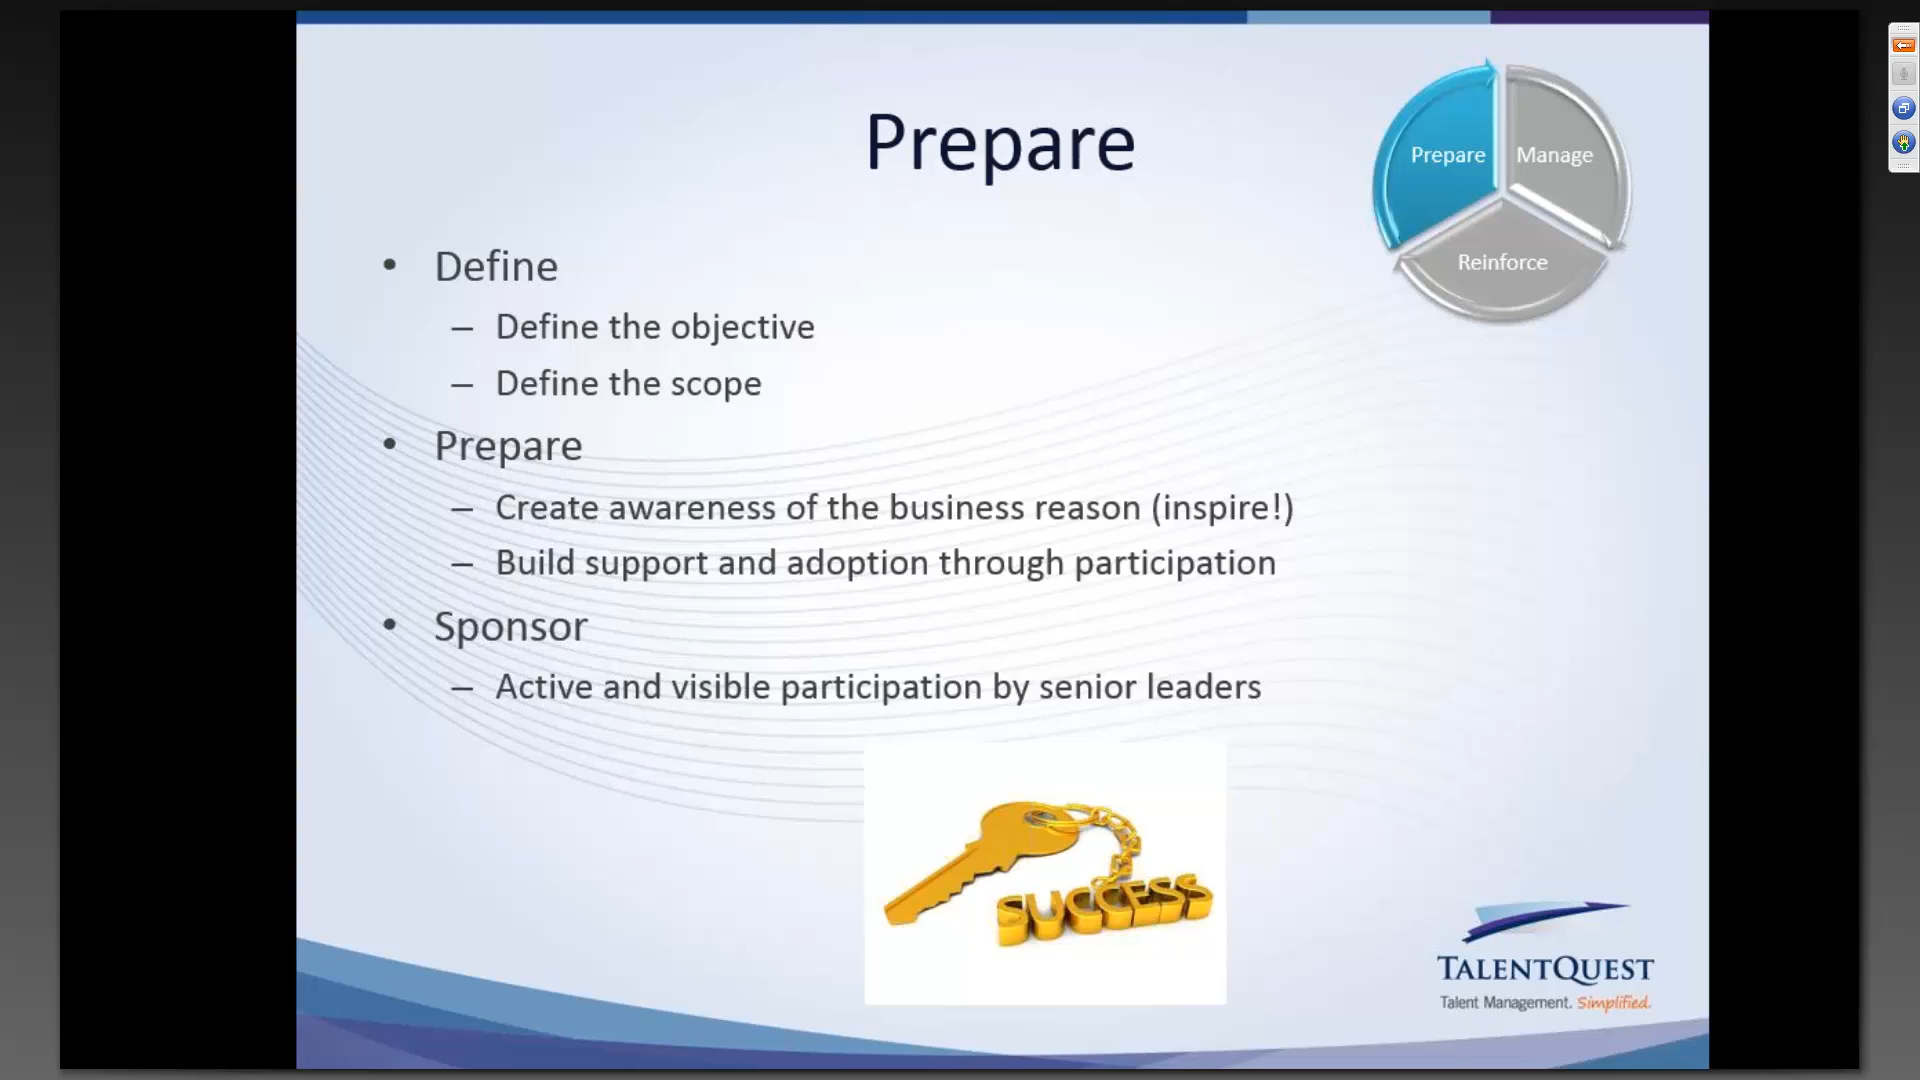 Prepare
Prepare
Manage
Reinforce
• Define
– Define the objective
– Define the scope
• Prepare
– Create awareness of the business reason (inspire!)
– Build support and adoption through participation
• Sponsor
– Active and visible participation by senior leaders
SUCCESS
TALENTQUEST
Talent Management. Simplified.